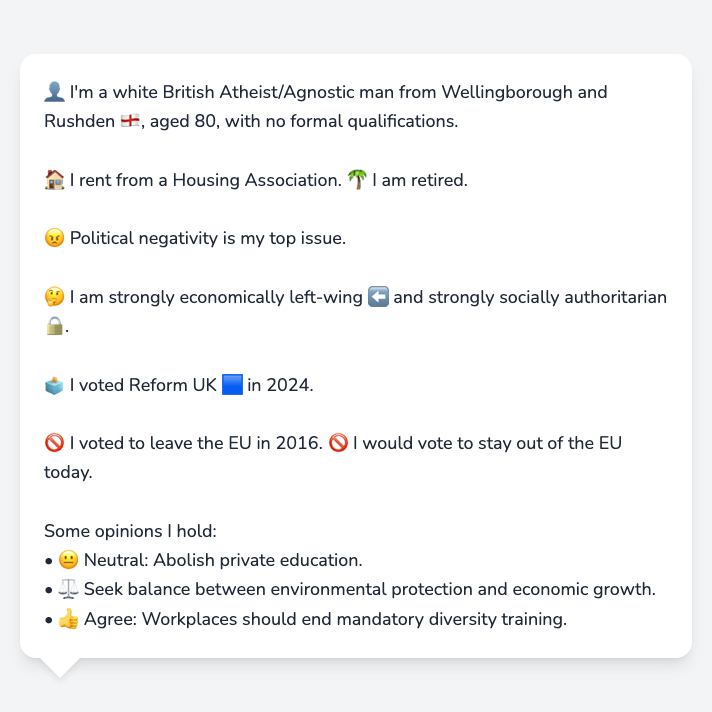 👤 I'm a white British Atheist/Agnostic man from Wellingborough and
Rushden 🏴󠁧󠁢󠁥󠁮󠁧󠁿, aged 80, with no formal qualifications.
🏠 I rent from a Housing Association. 🌴 I am retired.
😠 Political negativity is my top issue.
🤔 I am strongly economically left-wing ⬅️ and strongly socially authoritarian
🔒.
🗳️ I voted Reform UK 🟦 in 2024.
🚫 I voted to leave the EU in 2016. 🚫 I would vote to stay out of the EU
today.
Some opinions I hold:
• 😐 Neutral: Abolish private education.
• ⚖️ Seek balance between environmental protection and economic growth.
• 👍 Agree: Workplaces should end mandatory diversity training.